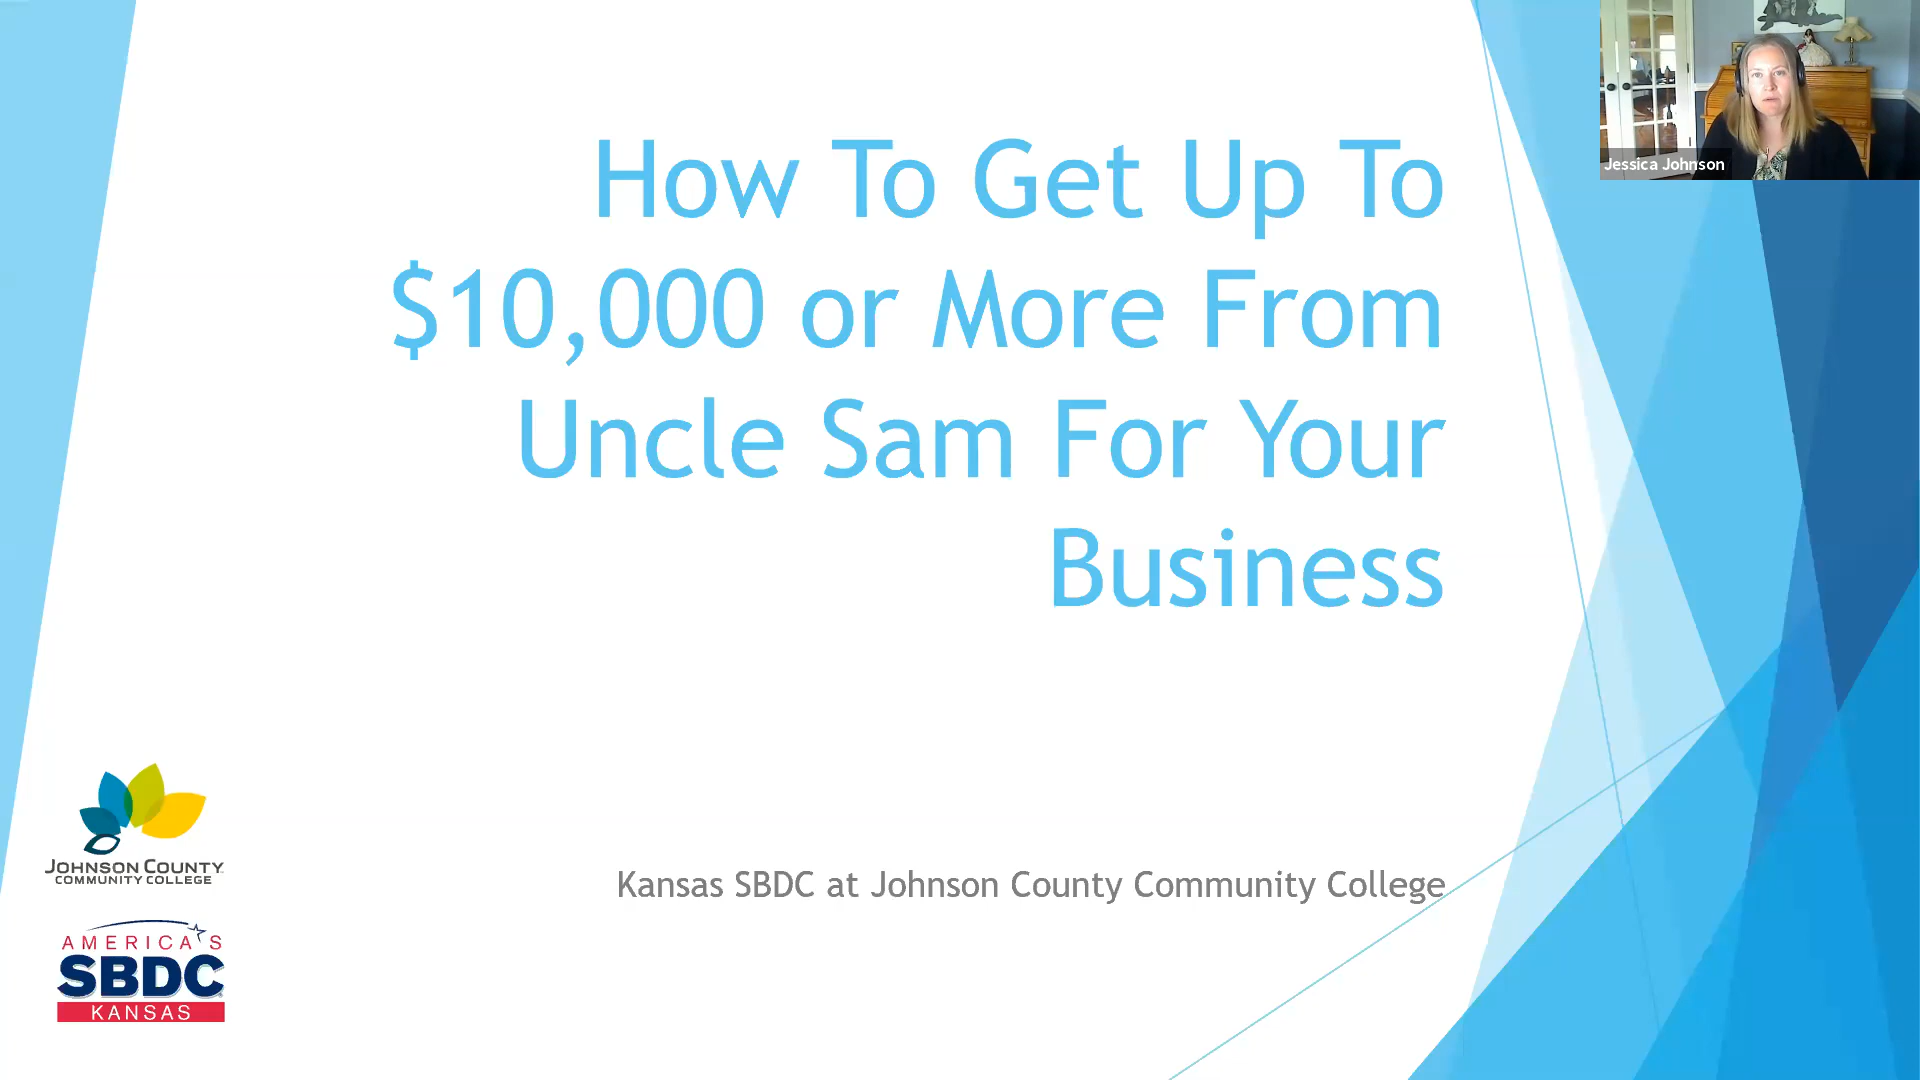 How To Get Up To
$10,000 or More From
Uncle Sam For Your
Business
Jessica Johnson
Kansas SBDC at Johnson County Community College
JOHNSON COUNTY
COMMUNITY COLLEGE
AMERICA'S
SBDC
KANSAS